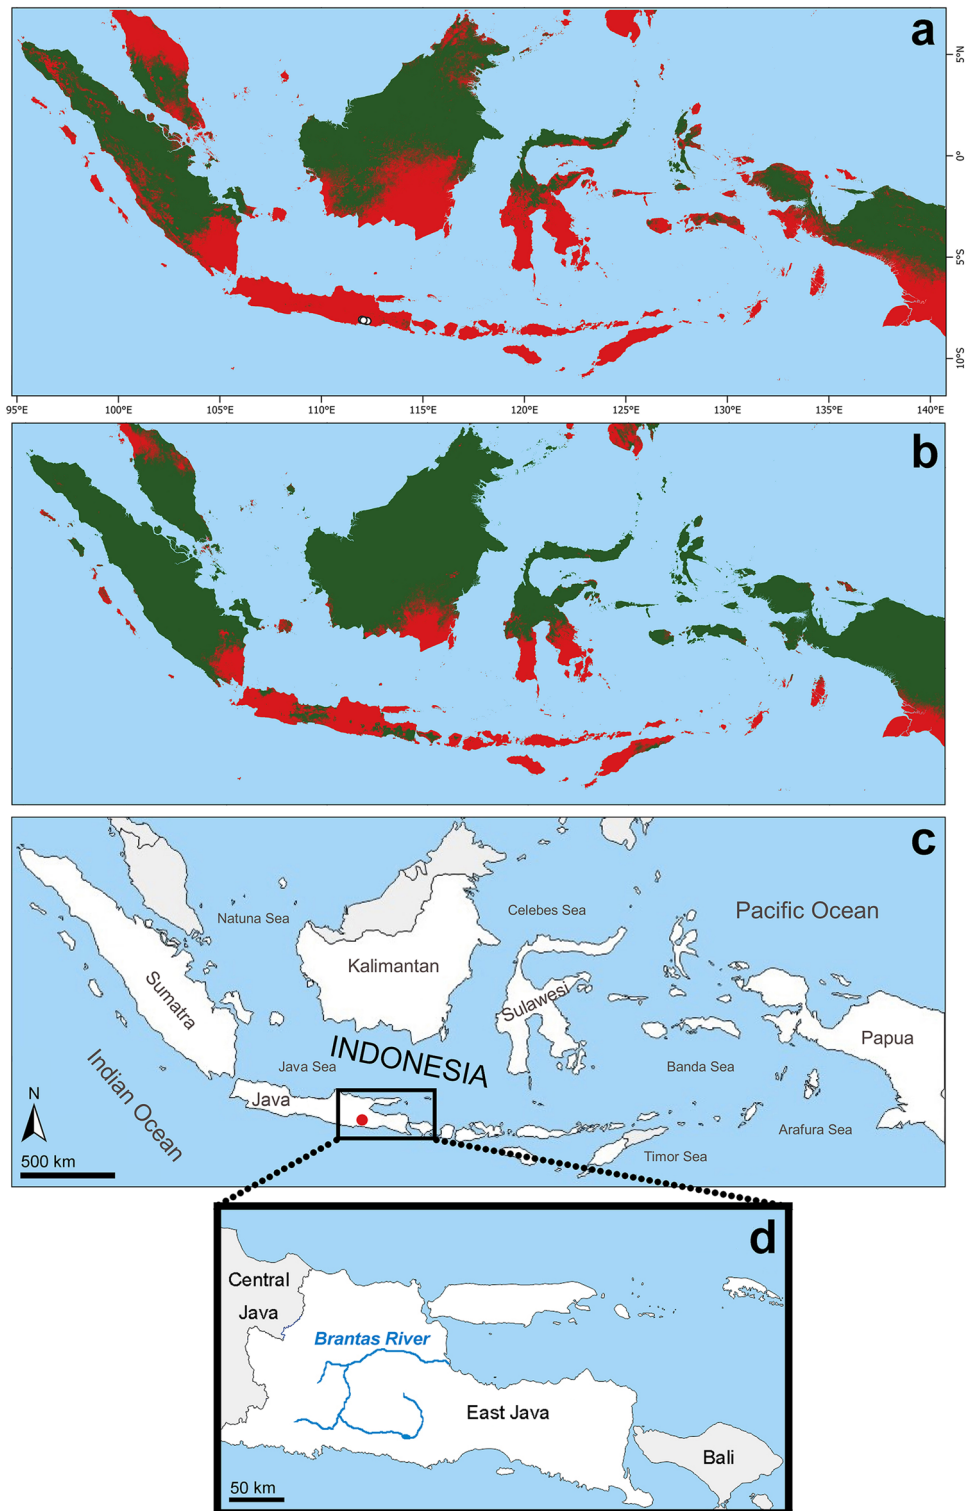 a
5°N
0°
5°S
10°S
95°E 100°E 105°E 110°E 115°E 120°E 125°E 130°E 135°E 140°E
b
c
Natuna Sea
Celebes Sea
Pacific Ocean
Kalimantan
Sumatra
Sulawesi
Papua
INDONESIA
Java Sea
Banda Sea
Indian Ocean
Java
N
Arafura Sea
Timor Sea
500 km
d
Central
Java
Brantas River
East Java
Bali
50 km